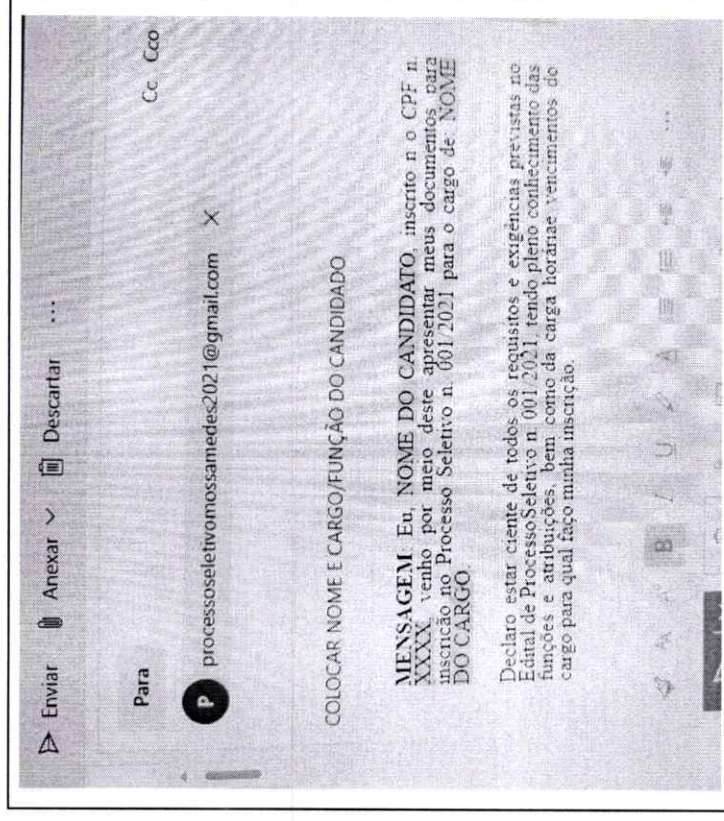 Enviar Anexar Descartar ...
Para Cc Cco
P processoseletivomossamedes2021@gmail.com X
COLOCAR NOME E CARGO/FUNÇÃO DO CANDIDADO
MENSAGEM Eu, NOME DO CANDIDATO, inscrito n o CPF n.
XXXX, venho por meio deste apresentar meus documentos para
inscrição no Processo Seletivo n. 001/2021 para o cargo de NOME
DO CARGO.
Declaro estar ciente de todos os requisitos e exigências previstas no
Edital de ProcessoSeletivo n. 001/2021, tendo pleno conhecimento das
funções e atribuições, bem como da carga horáriae vencimentos do
cargo para qual faço minha inscrição.
B I U A ...